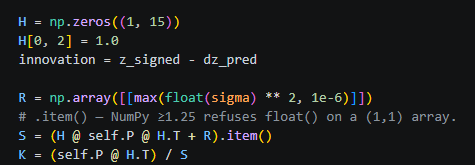 H = np.zeros((1, 15))
H[0, 2] = 1.0
innovation = z_signed - dz_pred
R = np.array([[max(float(sigma) ** 2, 1e-6)]])
# .item() — NumPy ≥1.25 refuses float() on a (1,1) array.
S = (H @ self.P @ H.T + R).item()
K = (self.P @ H.T) / S